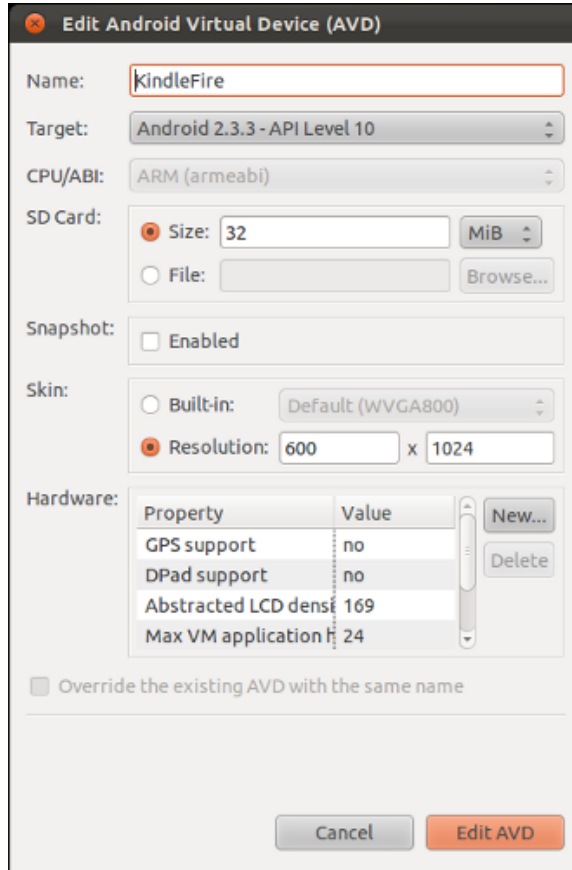 Edit Android Virtual Device (AVD)
Name: KindleFire
Target: Android 2.3.3 - API Level 10
CPU/ABI: ARM (armeabi)
SD Card:
Size: 32 MiB
File: Browse...
Snapshot:
Enabled
Skin:
Built-in: Default (WVGA800)
Resolution: 600 x 1024
Hardware:
Property Value New...
GPS support no
DPad support no Delete
Abstracted LCD densi 169
Max VM application h 24
Override the existing AVD with the same name
Cancel Edit AVD